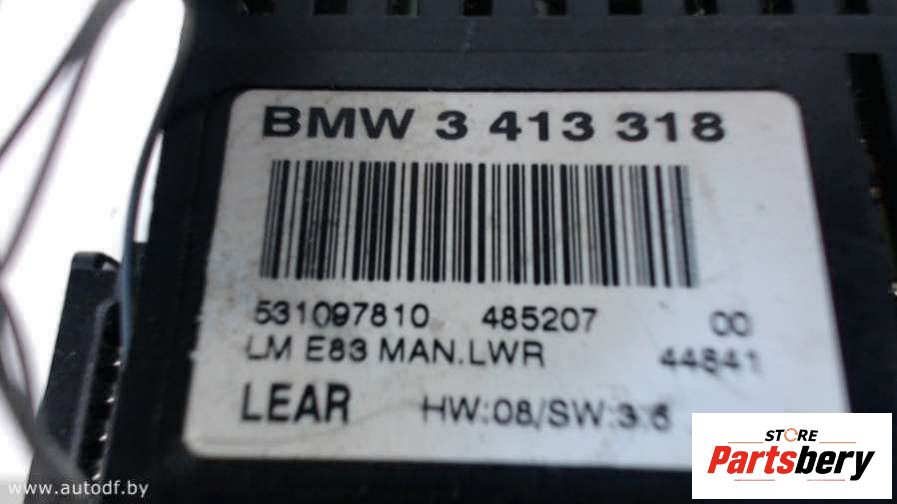 BMW 3 413 318
531097810 485207 00
LM E83 MAN.LWR 44841
LEAR HW:08/SW:3.6
STORE
Partsbery
www.autodf.by